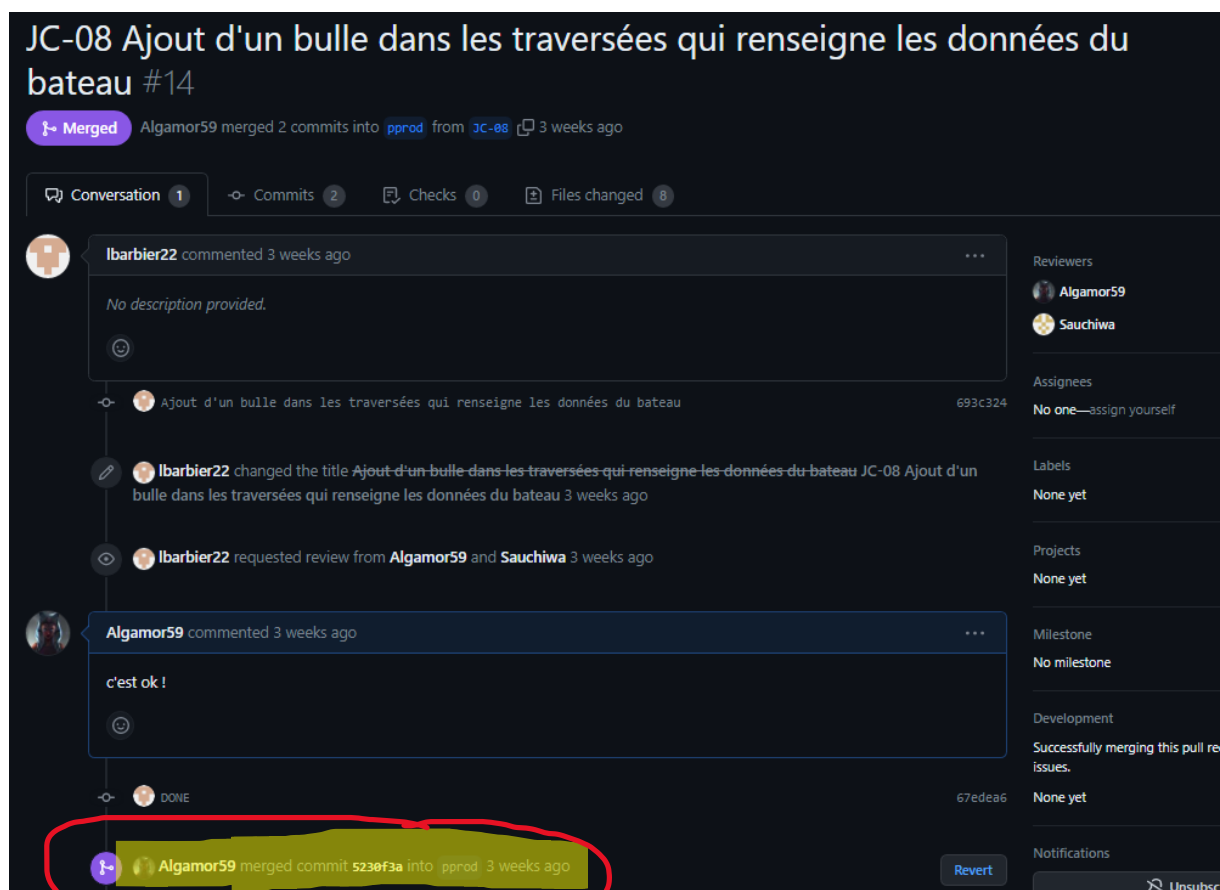 JC-08 Ajout d'un bulle dans les traversées qui renseigne les données du
bateau #14
Merged Algamor59 merged 2 commits into pprod from JC-08 3 weeks ago
Conversation 1 Commits 2 Checks 0 Files changed 8
lbarbier22 commented 3 weeks ago
No description provided.
Reviewers
Algamor59
Sauchiwa
Assignees
No one—assign yourself
Ajout d'un bulle dans les traversées qui renseigne les données du bateau 693c324
lbarbier22 changed the title Ajout d'un bulle dans les traversées qui renseigne les données du bateau JC-08 Ajout d'un
bulle dans les traversées qui renseigne les données du bateau 3 weeks ago
Labels
None yet
lbarbier22 requested review from Algamor59 and Sauchiwa 3 weeks ago
Projects
None yet
Algamor59 commented 3 weeks ago
c'est ok !
Milestone
No milestone
Development
Successfully merging this pull re
issues.
None yet
DONE 67edea6
Algamor59 merged commit 5230f3a into pprod 3 weeks ago
Revert
Notifications
Unsubsc